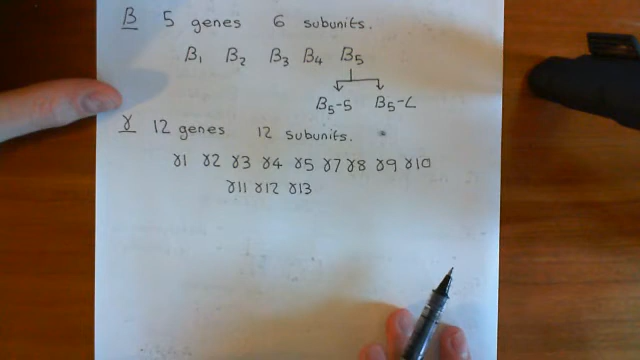 β 5 genes 6 subunits.
β1 β2 β3 β4 β5
β5-S β5-L
γ 12 genes 12 subunits.
γ1 γ2 γ3 γ4 γ5 γ7 γ8 γ9 γ10
γ11 γ12 γ13